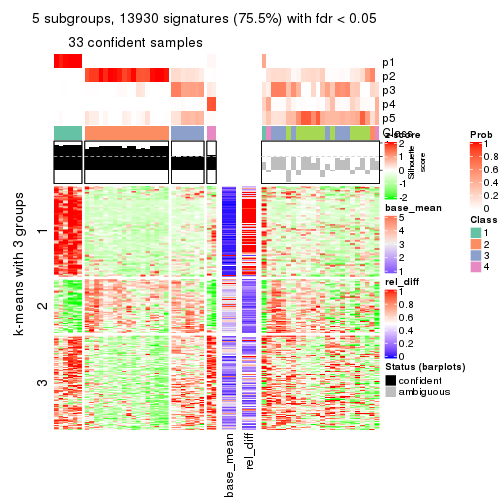 5 subgroups, 13930 signatures (75.5%) with fdr < 0.05
33 confident samples
p1
p2
p3
p4
p5
Class
Silhouette
score
1
2
3
k-means with 3 groups
base_mean
rel_diff
z-score
2
1
0
-1
-2
base_mean
5
4
3
2
1
rel_diff
1
0.8
0.6
0.4
0.2
0
Status (barplots)
confident
ambiguous
Prob
1
0.8
0.6
0.4
0.2
0
Class
1
2
3
4